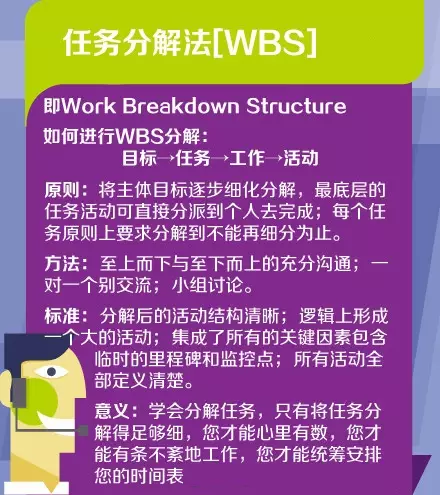 任务分解法[WBS]
即Work Breakdown Structure
如何进行WBS分解：
目标→任务→工作→活动
原则：将主体目标逐步细化分解，最底层的
任务活动可直接分派到个人去完成；每个任
务原则上要求分解到不能再细分为止。
方法：至上而下与至下而上的充分沟通；一
对一个别交流；小组讨论。
标准：分解后的活动结构清晰；逻辑上形成
一个大的活动；集成了所有的关键因素包含
临时的里程碑和监控点；所有活动全
部定义清楚。
意义：学会分解任务，只有将任务分
解得足够细，您才能心里有数，您才
能有条不紊地工作，您才能统筹安排
您的时间表